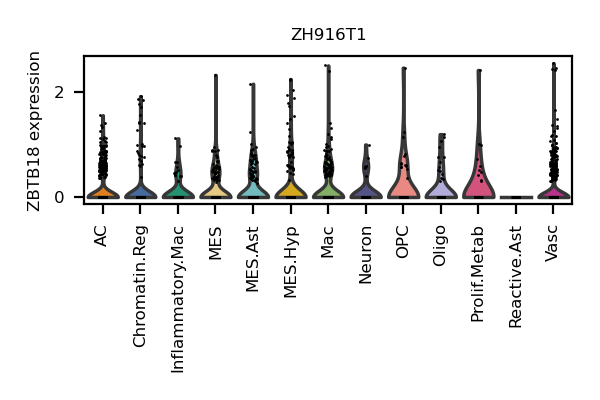 ZH916T1
ZBTB18 expression
2
0
AC
Chromatin.Reg
Inflammatory.Mac
MES
MES.Ast
MES.Hyp
Mac
Neuron
OPC
Oligo
Prolif.Metab
Reactive.Ast
Vasc